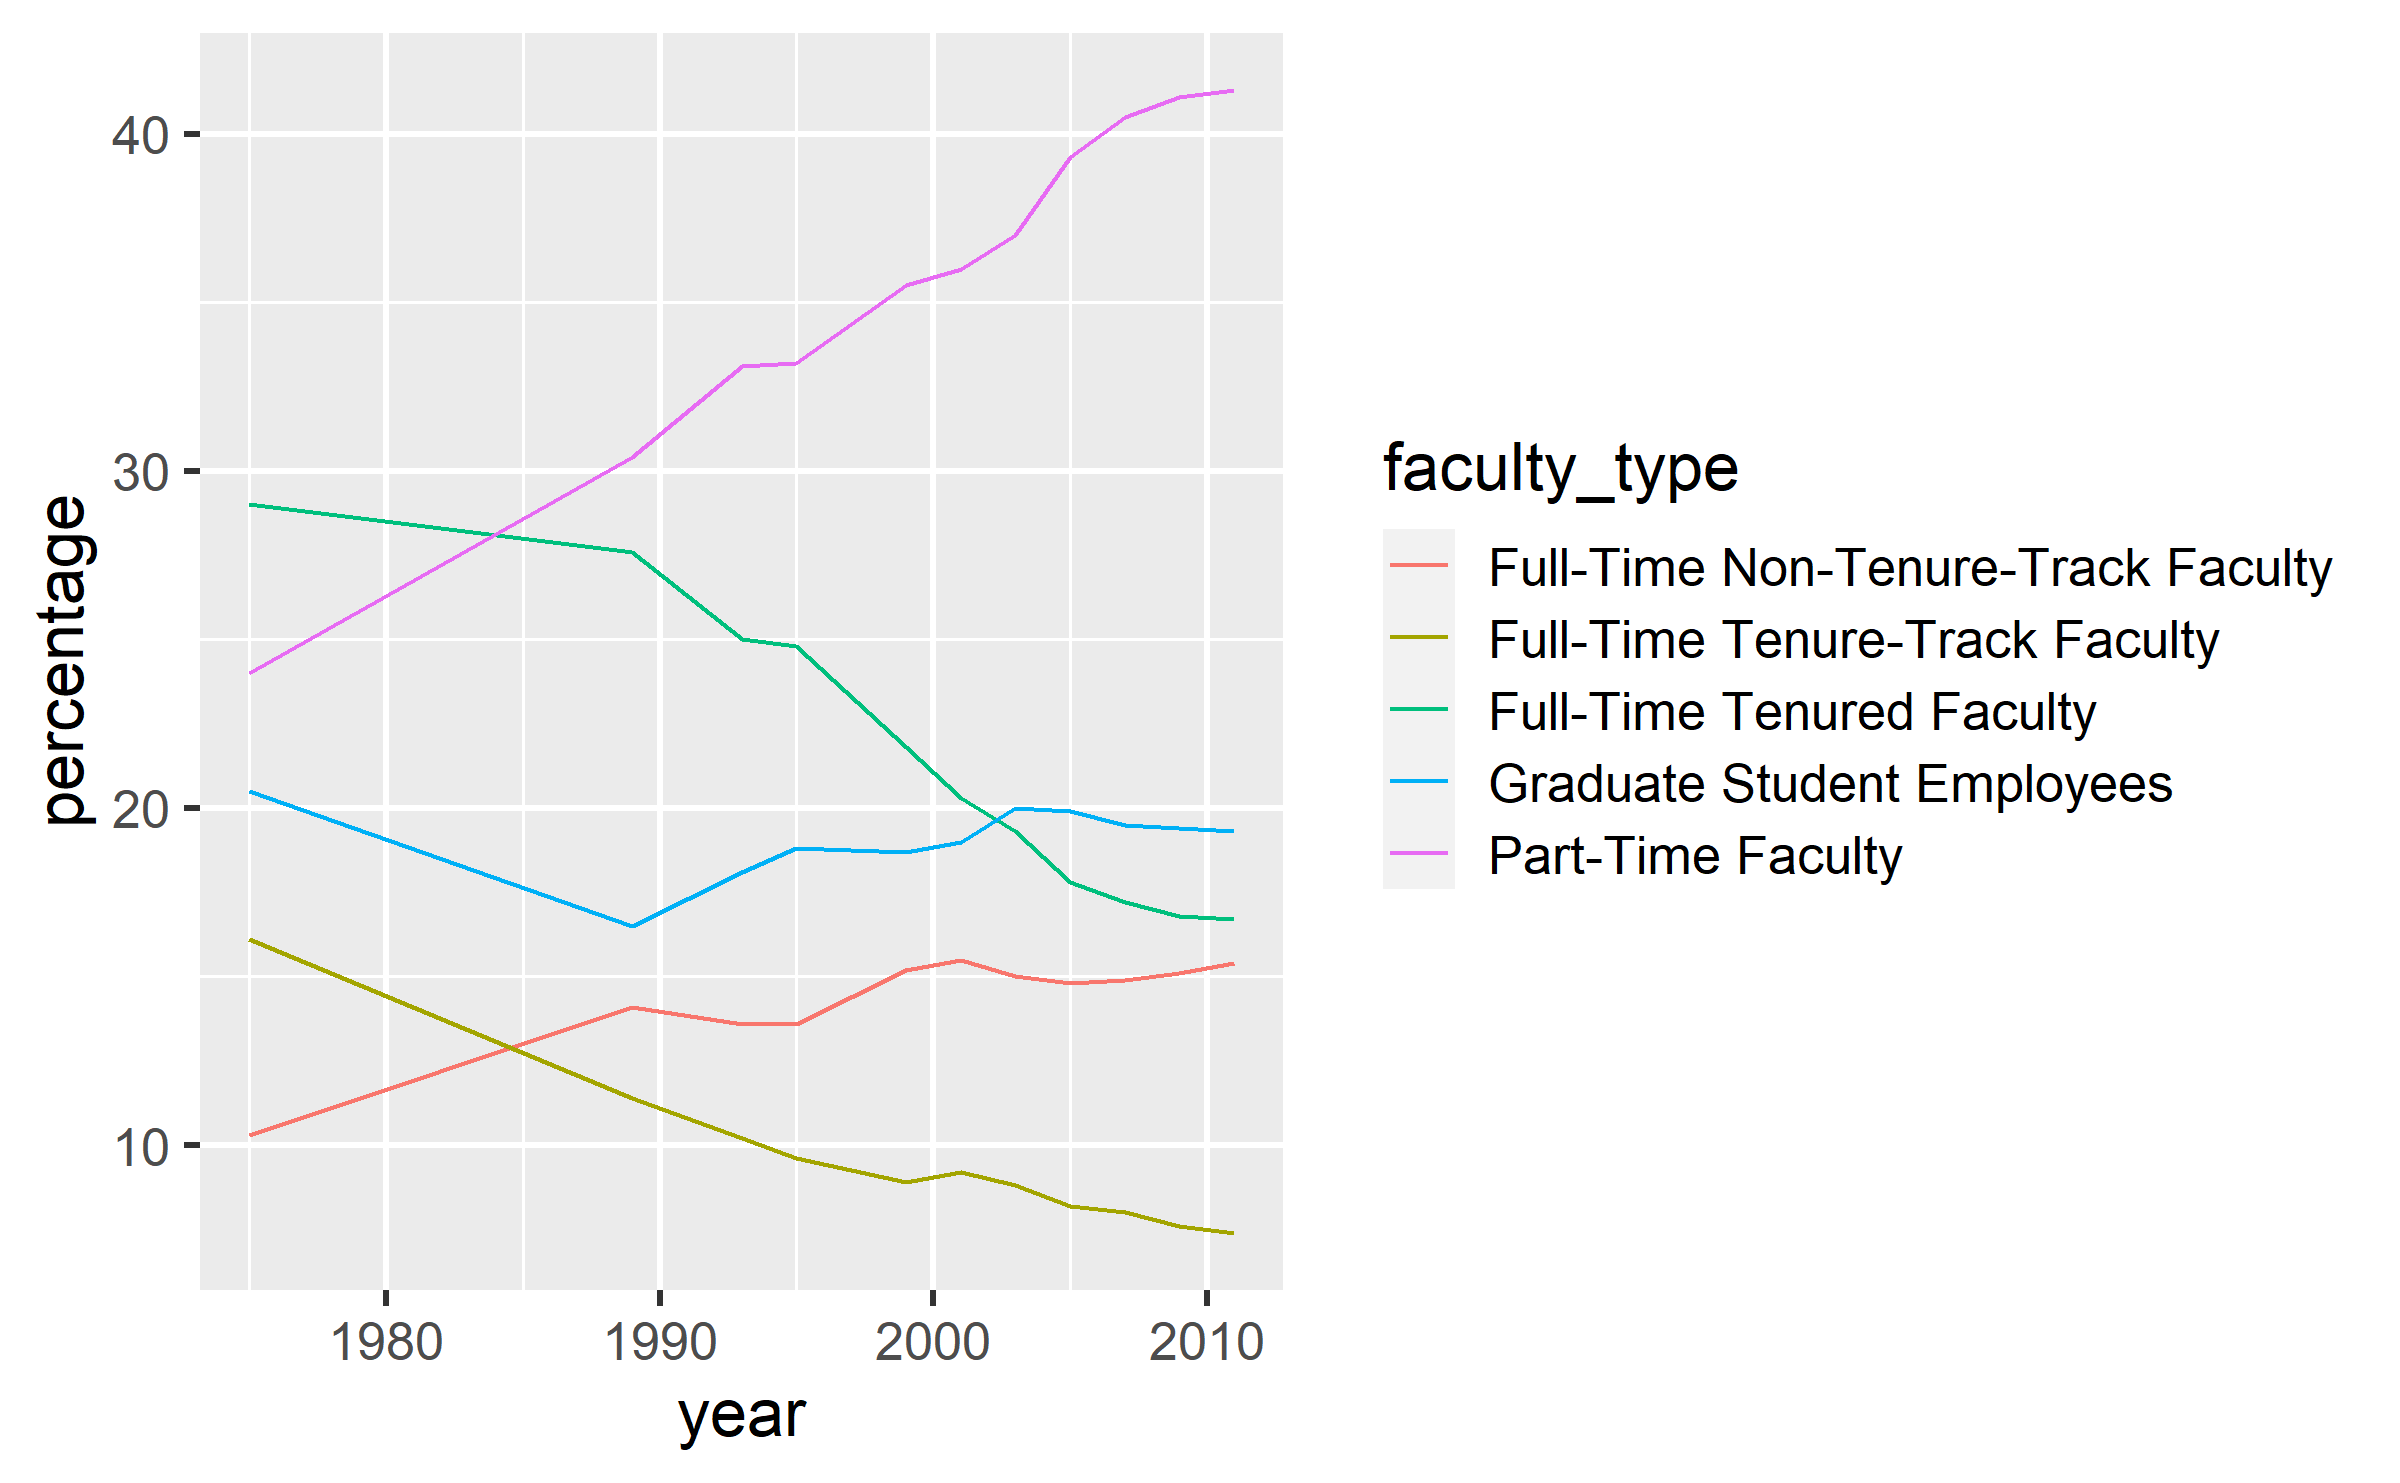 percentage
40
30
20
10
1980
1990
2000
2010
year
faculty_type
Full-Time Non-Tenure-Track Faculty
Full-Time Tenure-Track Faculty
Full-Time Tenured Faculty
Graduate Student Employees
Part-Time Faculty